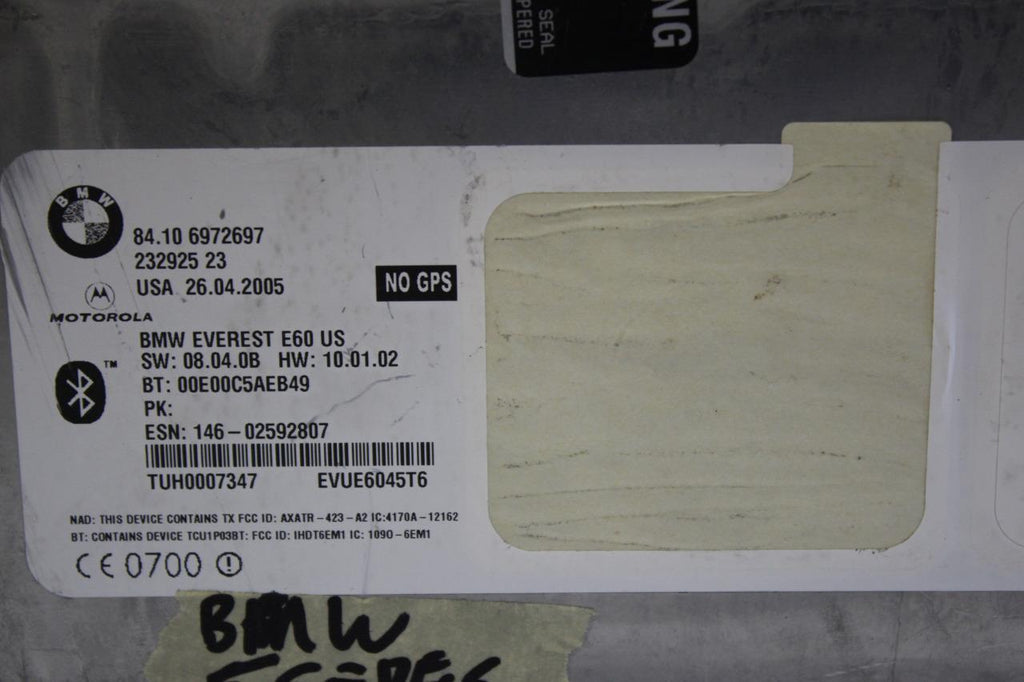 NG
SEAL
PERED
BMW
84.10 6972697
232925 23
USA 26.04.2005
NO GPS
MOTOROLA
BMW EVEREST E60 US
SW: 08.04.0B HW: 10.01.02
TM
BT: 00E00C5AEB49
PK:
ESN: 146-02592807
TUH0007347 EVUE6045T6
NAD: THIS DEVICE CONTAINS TX FCC ID: AXATR-423-A2 IC:4170A-12162
BT: CONTAINS DEVICE TCU1P03BT: FCC ID: IHDT6EM1 IC: 1090-6EM1
CE 0700
BMW